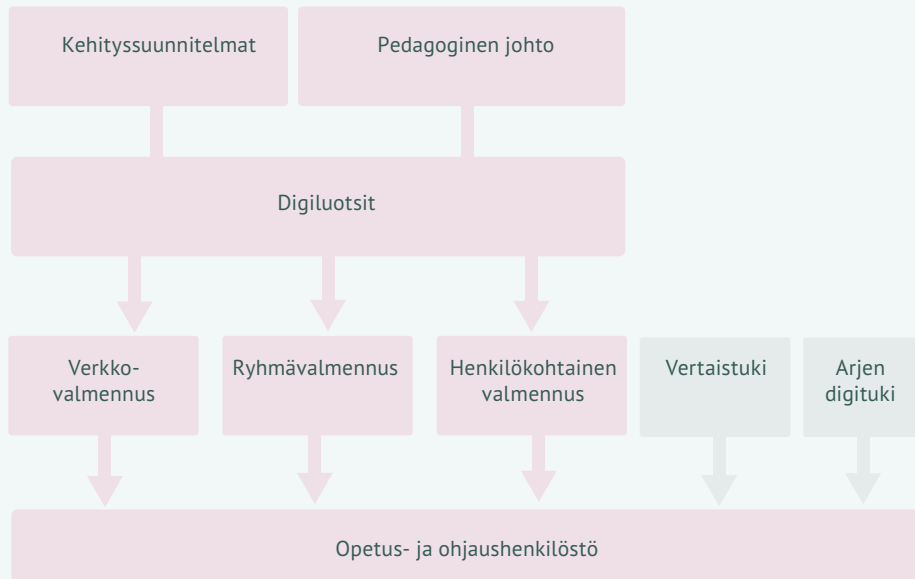 Kehityssuunnitelmat
Pedagoginen johto
Digiluotsit
Verkko-
valmennus
Ryhmävalmennus
Henkilökohtainen
valmennus
Vertaistuki
Arjen
digituki
Opetus- ja ohjaushenkilöstö